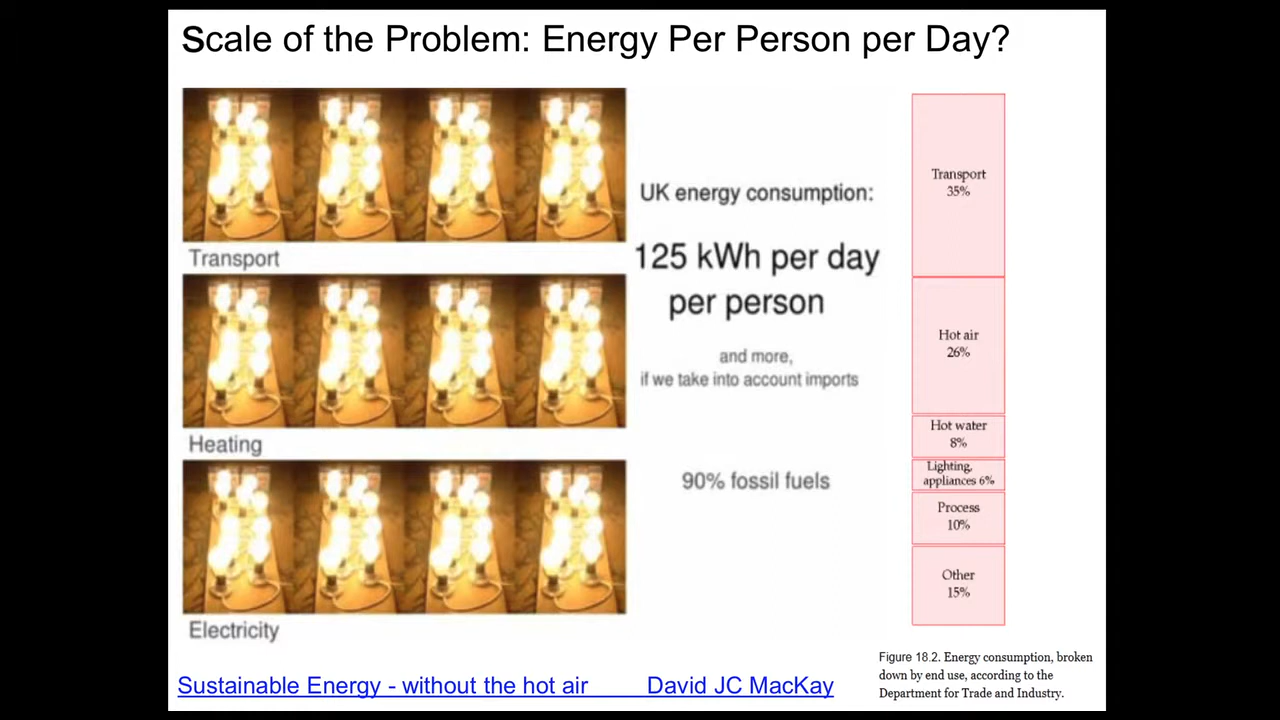 Scale of the Problem: Energy Per Person per Day?
Transport
Heating
Electricity
UK energy consumption:
125 kWh per day
per person
and more,
if we take into account imports
90% fossil fuels
Transport
35%
Hot air
26%
Hot water
8%
Lighting,
appliances 6%
Process
10%
Other
15%
Figure 18.2. Energy consumption, broken
down by end use, according to the
Department for Trade and Industry.
Sustainable Energy - without the hot air David JC MacKay